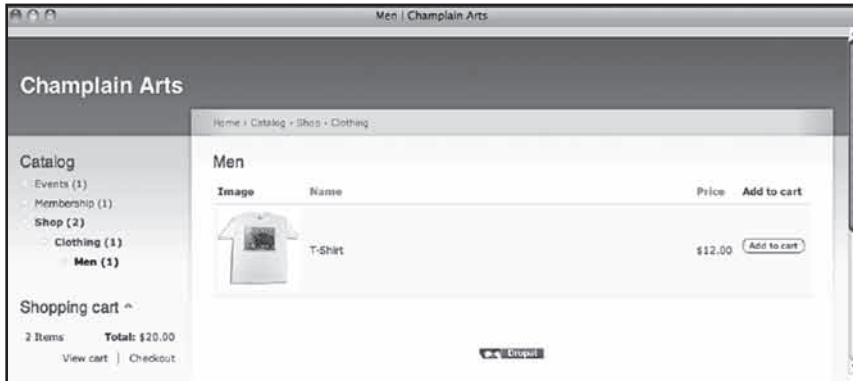 Men | Champlain Arts
Champlain Arts
Home › Catalog › Shop › Clothing
Catalog
Events (1)
Membership (1)
Shop (2)
Clothing (1)
Men (1)
Shopping cart ^
2 Items Total: $20.00
View cart | Checkout
Men
Image Name Price Add to cart
T-Shirt $12.00 Add to cart
Drupal